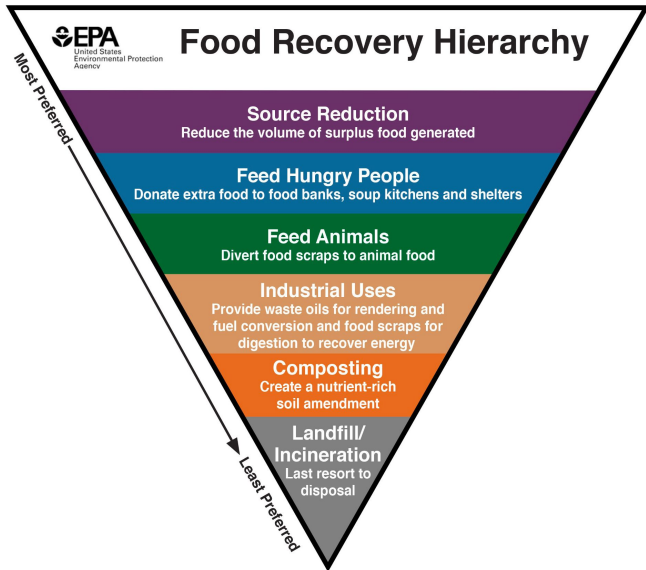 EPA
United States
Environmental Protection
Agency
Food Recovery Hierarchy
Most Preferred
Source Reduction
Reduce the volume of surplus food generated
Feed Hungry People
Donate extra food to food banks, soup kitchens and shelters
Feed Animals
Divert food scraps to animal food
Industrial Uses
Provide waste oils for rendering and
fuel conversion and food scraps for
digestion to recover energy
Composting
Create a nutrient-rich
soil amendment
Landfill/
Incineration
Last resort to
disposal
Least Preferred